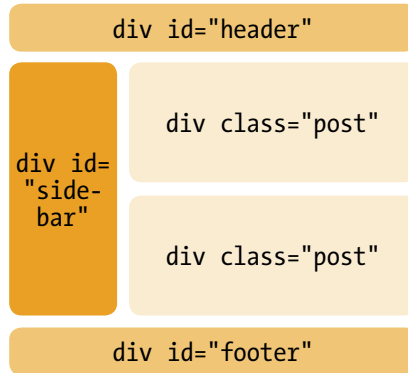 div id="header"
div id=
"side-
bar"
div class="post"
div class="post"
div id="footer"